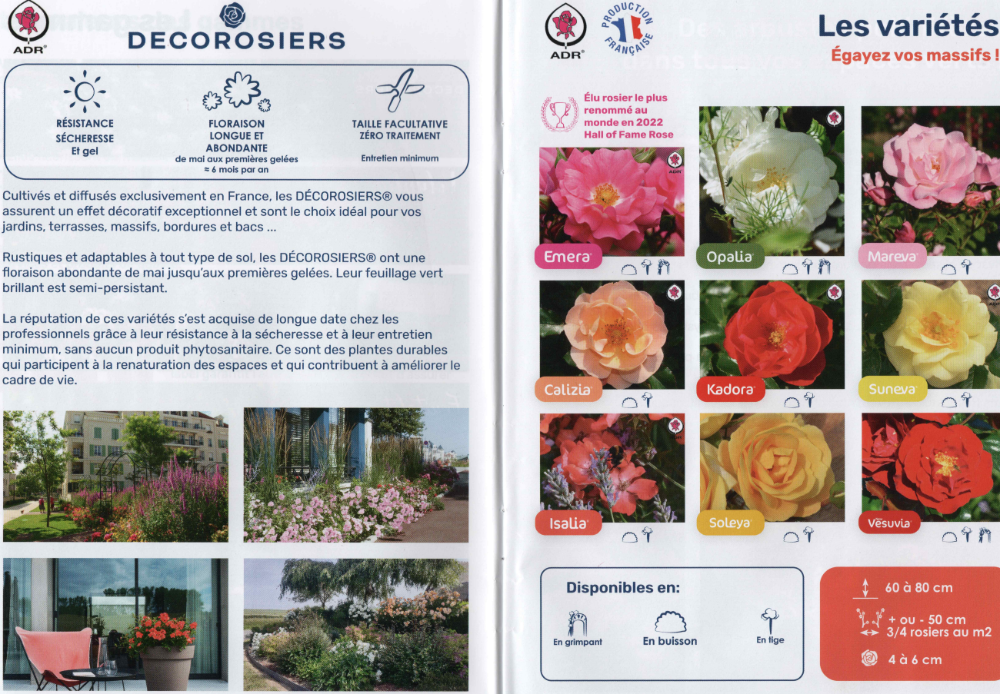 ADR®
DECOROSIERS
RÉSISTANCE
SÉCHERESSE
Et gel
FLORAISON
LONGUE ET
ABONDANTE
de mai aux premières gelées
≈ 6 mois par an
TAILLE FACULTATIVE
ZÉRO TRAITEMENT
Entretien minimum
Cultivés et diffusés exclusivement en France, les DÉCOROSIERS® vous
assurent un effet décoratif exceptionnel et sont le choix idéal pour vos
jardins, terrasses, massifs, bordures et bacs ...
Rustiques et adaptables à tout type de sol, les DÉCOROSIERS® ont une
floraison abondante de mai jusqu'aux premières gelées. Leur feuillage vert
brillant est semi-persistant.
La réputation de ces variétés s'est acquise de longue date chez les
professionnels grâce à leur résistance à la sécheresse et à leur entretien
minimum, sans aucun produit phytosanitaire. Ce sont des plantes durables
qui participent à la renaturation des espaces et qui contribuent à améliorer le
cadre de vie.
ADR®
PRODUCTION
FRANÇAISE
Les variétés
Égayez vos massifs !
Élu rosier le plus
renommé au
monde en 2022
Hall of Fame Rose
ADR
Emera®
Opalia®
Mareva®
ADR
Calizia®
Kadora®
Suneva®
Isalia®
Soleya®
Vesuvia®
Disponibles en:
En grimpant
En buisson
En tige
60 à 80 cm
+ ou - 50 cm
3/4 rosiers au m2
4 à 6 cm